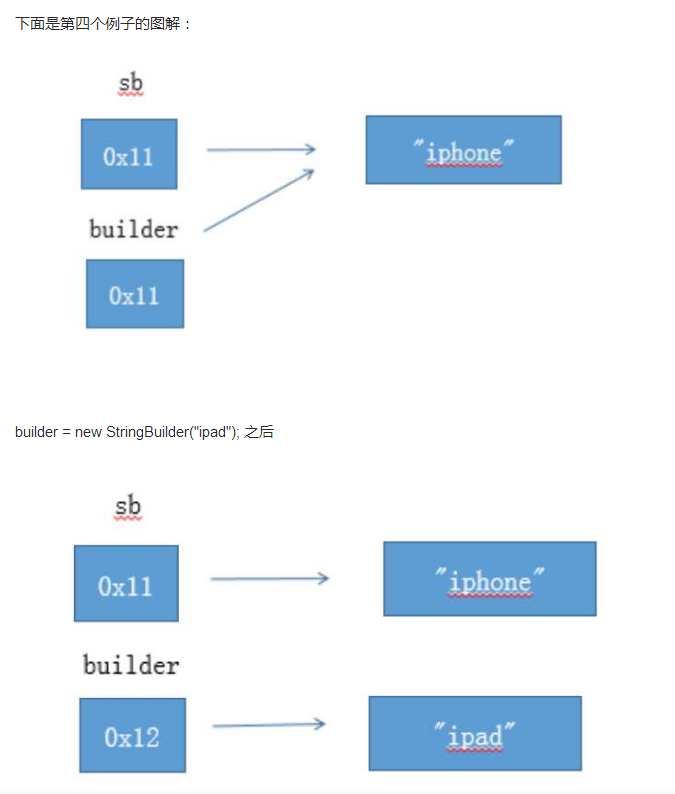 下面是第四个例子的图解：
sb
0x11
"iphone"
builder
0x11
builder = new StringBuilder("ipad"); 之后
sb
0x11
"iphone"
builder
0x12
"ipad"